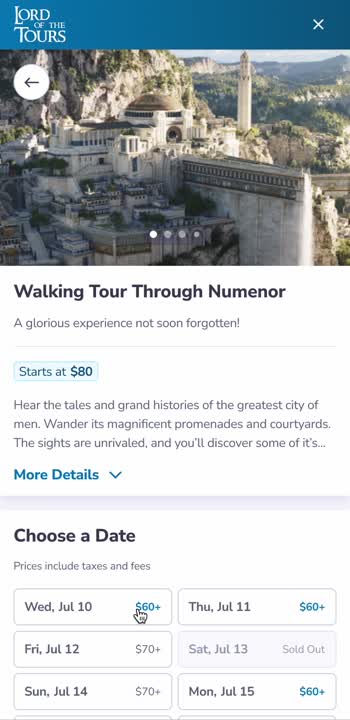 LORD
OF THE
TOURS
Walking Tour Through Numenor
A glorious experience not soon forgotten!
Starts at $80
Hear the tales and grand histories of the greatest city of
men. Wander its magnificent promenades and courtyards.
The sights are unrivaled, and you'll discover some of it's...
More Details
Choose a Date
Prices include taxes and fees
Wed, Jul 10 $60+ Thu, Jul 11 $60+
Fri, Jul 12 $70+ Sat, Jul 13 Sold Out
Sun, Jul 14 $70+ Mon, Jul 15 $60+